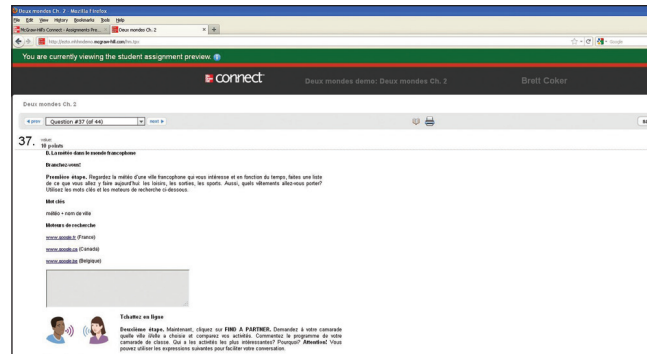 Deux mondes Ch. 2 - Mozilla Firefox
File Edit View History Bookmarks Tools Help
McGraw-Hill's Connect - Assignments Pre... × Deux mondes Ch. 2 × +
Google
You are currently viewing the student assignment preview.
connect Deux mondes demo: Deux mondes Ch. 2 Brett Coker
Deux mondes Ch. 2
prev Question #37 (of 44) next
37. value:
10 points
B. La météo dans le monde francophone
Branchez-vous!
Première étape. Regardez la météo d'une ville francophone qui vous intéresse et en fonction du temps, faites une liste
de ce que vous allez y faire aujourd'hui: les loisirs, les sorties, les sports. Aussi, quels vêtements allez-vous porter?
Utilisez les mots clés et les moteurs de recherche ci-dessous.
Mot clés
météo + nom de ville
Moteurs de recherche
www.google.fr (France)
www.google.ca (Canada)
www.google.be (Belgique)
Tchattez en ligne
Deuxième étape. Maintenant, cliquez sur FIND A PARTNER. Demandez à votre camarade
quelle ville il/elle a choisie et comparez vos activités. Commentez le programme de votre
camarade de classe. Qui a les activités les plus intéressantes? Pourquoi? Attention! Vous
pouvez utiliser les expressions suivantes pour faciliter votre conversation.